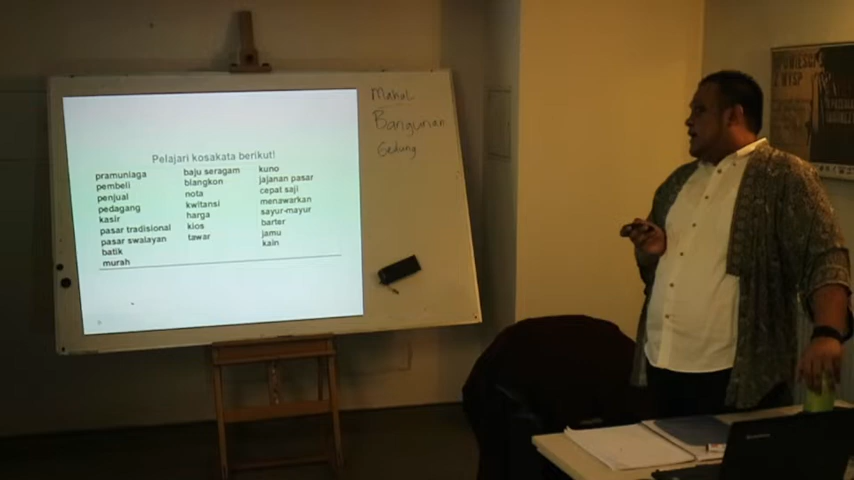 Pelajari kosakata berikut!
pramuniaga
pembeli
penjual
pedagang
kasir
pasar tradisional
pasar swalayan
batik
murah
baju seragam
blangkon
nota
kwitansi
harga
kios
tawar
kuno
jajanan pasar
cepat saji
menawarkan
sayur-mayur
barter
jamu
kain
Mahal
Bangunan
Gedung